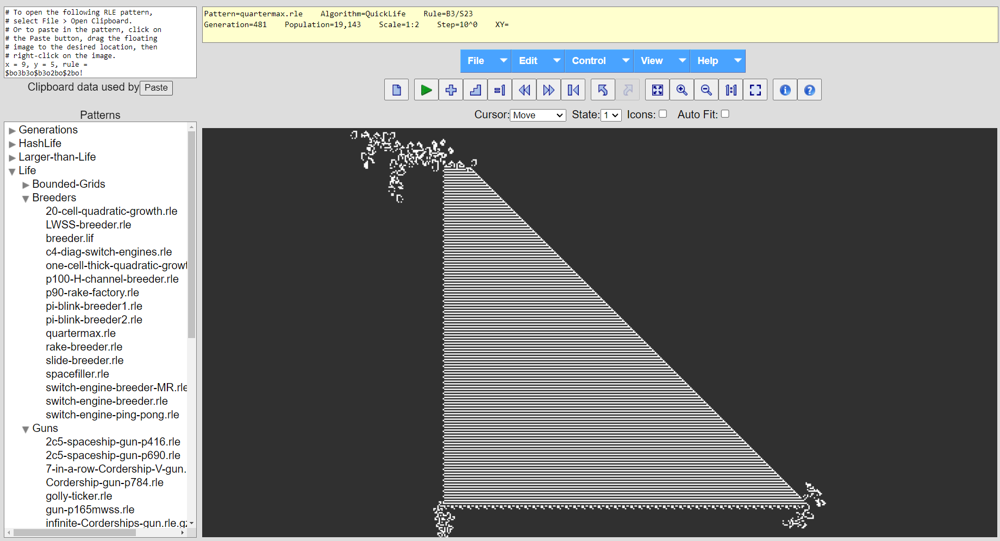 # To open the following RLE pattern,
# select File > Open Clipboard.
# Or to paste in the pattern, click on
# the Paste button, drag the floating
# image to the desired location, then
# right-click on the image.
x = 9, y = 5, rule =
$bo3b3o$b3o2bo$2bo!
Clipboard data used by Paste
Pattern=quartermax.rle Algorithm=QuickLife Rule=B3/S23
Generation=481 Population=19,143 Scale=1:2 Step=10^0 XY=
File Edit Control View Help
=1 1:1
Cursor: Move State: 1 Icons: Auto Fit:
Patterns
Generations
HashLife
Larger-than-Life
Life
Bounded-Grids
Breeders
20-cell-quadratic-growth.rle
LWSS-breeder.rle
breeder.lif
c4-diag-switch-engines.rle
one-cell-thick-quadratic-growt
p100-H-channel-breeder.rle
p90-rake-factory.rle
pi-blink-breeder1.rle
pi-blink-breeder2.rle
quartermax.rle
rake-breeder.rle
slide-breeder.rle
spacefiller.rle
switch-engine-breeder-MR.rle
switch-engine-breeder.rle
switch-engine-ping-pong.rle
Guns
2c5-spaceship-gun-p416.rle
2c5-spaceship-gun-p690.rle
7-in-a-row-Cordership-V-gun.
Cordership-gun-p784.rle
golly-ticker.rle
gun-p165mwss.rle
infinite-Corderships-gun.rle.gz